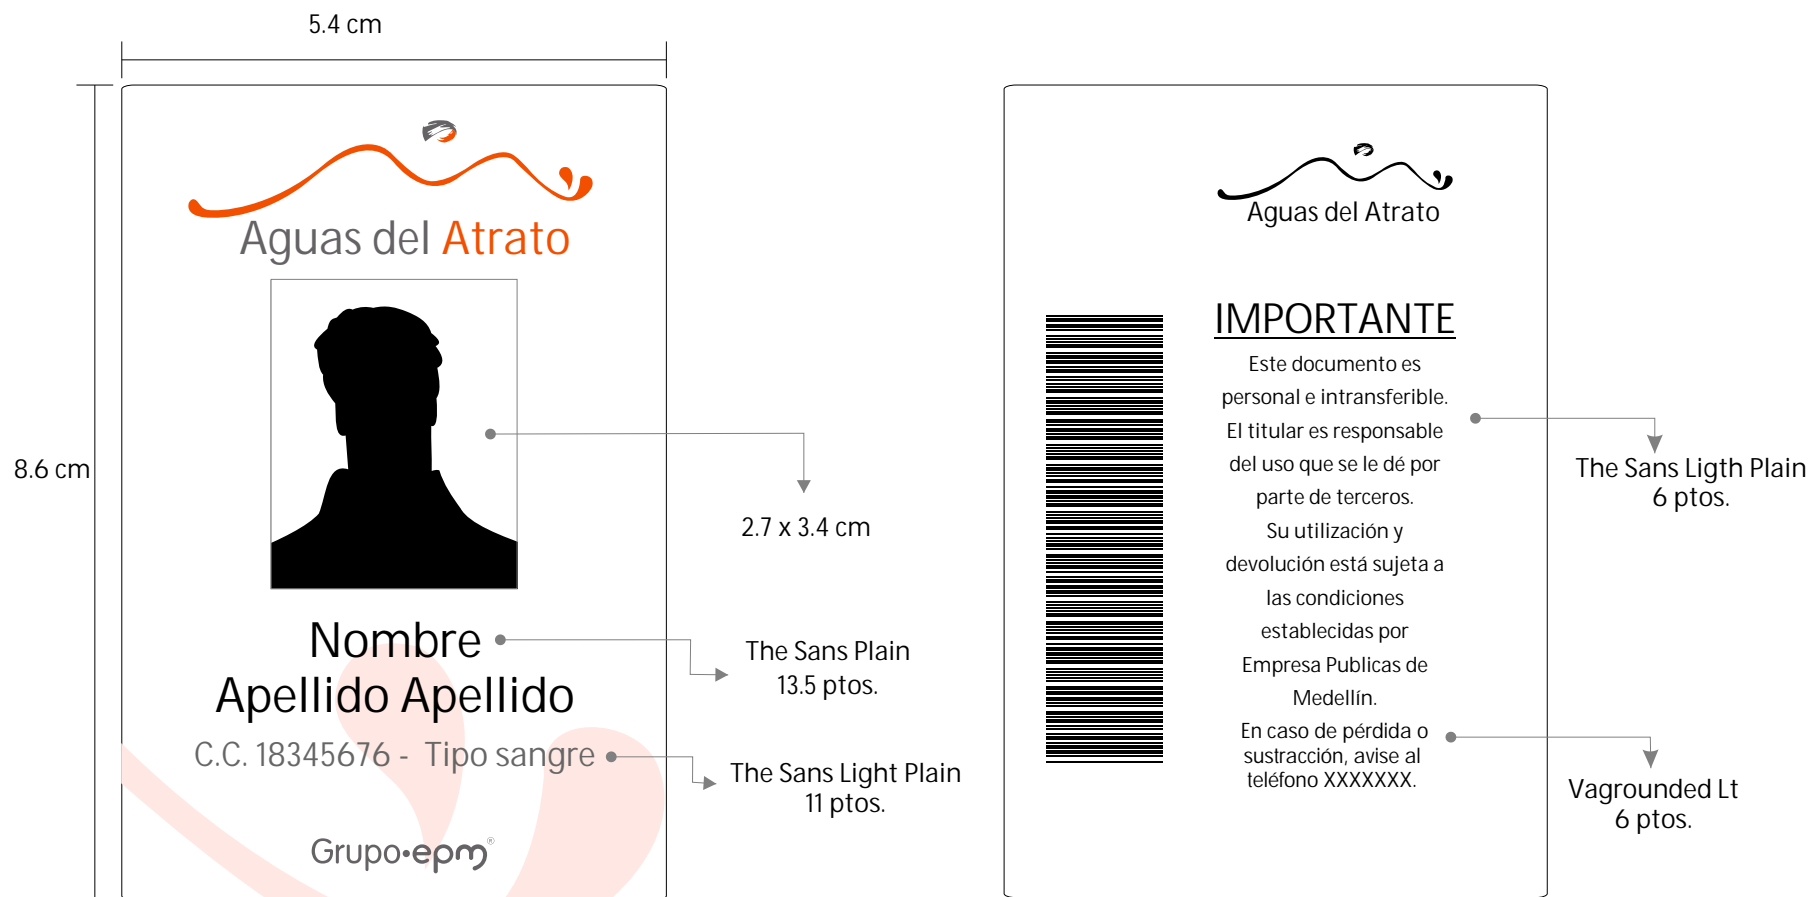 5.4 cm
8.6 cm
Aguas del Atrato
2.7 x 3.4 cm
Nombre
Apellido Apellido
The Sans Plain
13.5 ptos.
C.C. 18345676 - Tipo sangre
The Sans Light Plain
11 ptos.
Grupo·epm®
Aguas del Atrato
IMPORTANTE
Este documento es
personal e intransferible.
El titular es responsable
del uso que se le dé por
parte de terceros.
Su utilización y
devolución está sujeta a
las condiciones
establecidas por
Empresa Publicas de
Medellín.
En caso de pérdida o
sustracción, avise al
teléfono XXXXXXX.
The Sans Ligth Plain
6 ptos.
Vagrounded Lt
6 ptos.